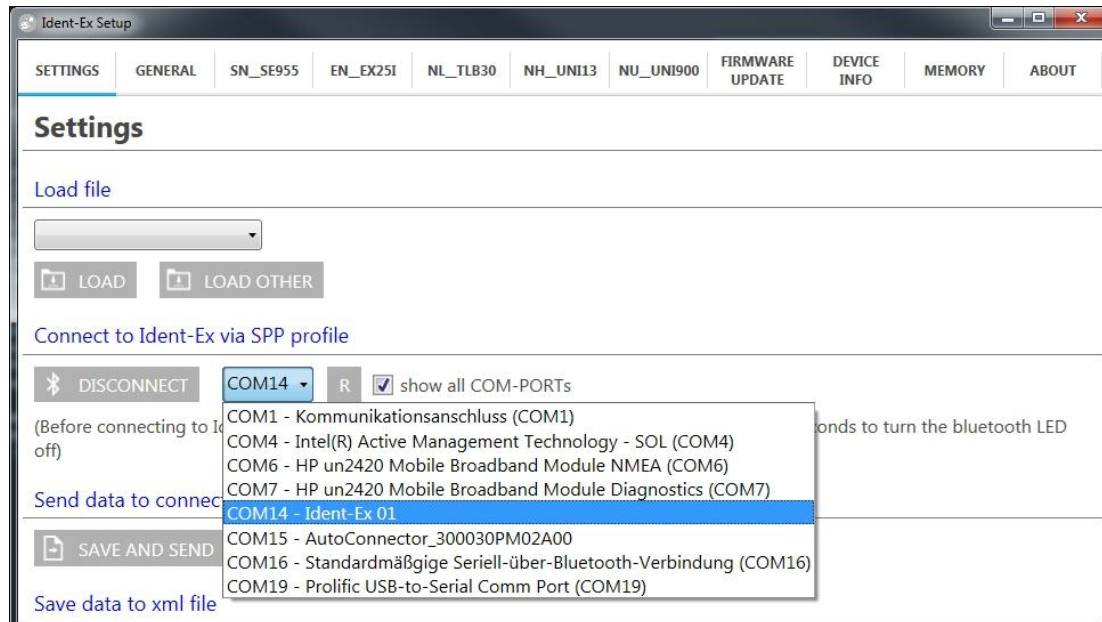 Ident-Ex Setup
SETTINGS GENERAL SN_SE955 EN_EX25I NL_TLB30 NH_UNI13 NU_UNI900 FIRMWARE UPDATE DEVICE INFO MEMORY ABOUT
Settings
Load file
LOAD LOAD OTHER
Connect to Ident-Ex via SPP profile
DISCONNECT COM14 R show all COM-PORTs
COM1 - Kommunikationsanschluss (COM1)
COM4 - Intel(R) Active Management Technology - SOL (COM4)
COM6 - HP un2420 Mobile Broadband Module NMEA (COM6)
COM7 - HP un2420 Mobile Broadband Module Diagnostics (COM7)
COM14 - Ident-Ex 01
COM15 - AutoConnector_300030PM02A00
COM16 - Standardmäßgige Seriell-über-Bluetooth-Verbindung (COM16)
COM19 - Prolific USB-to-Serial Comm Port (COM19)
(Before connecting to to turn the bluetooth LED
off)
Send data to
SAVE AND SEND
Save data to xml file